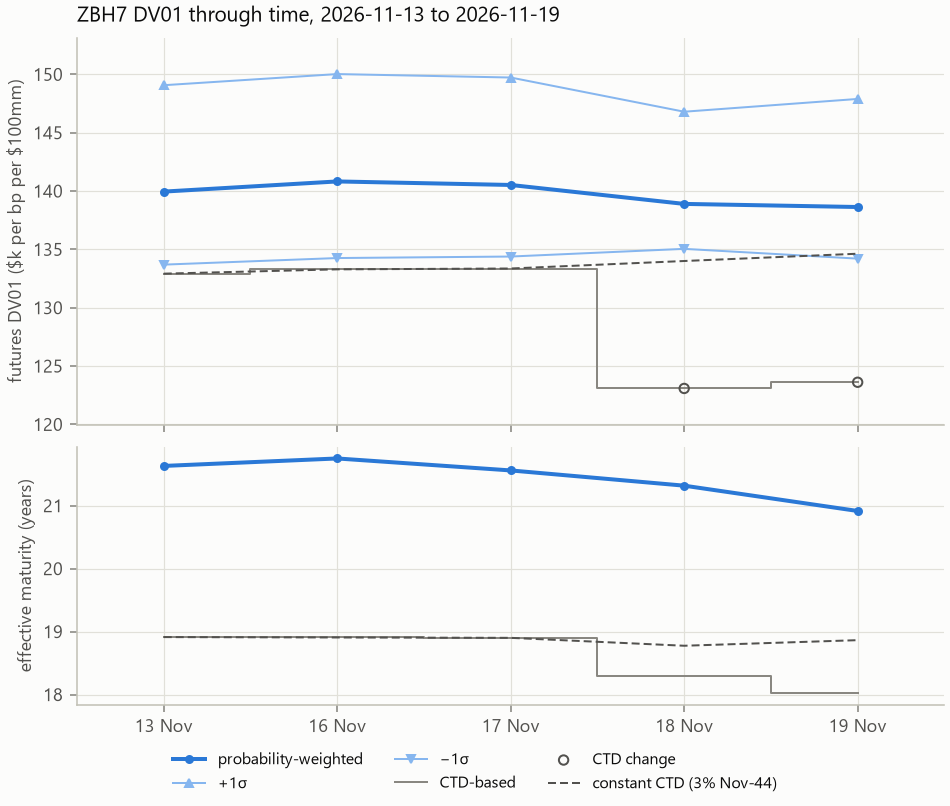 ZBH7 DV01 through time, 2026-11-13 to 2026-11-19
futures DV01 ($k per bp per $100mm)
150
145
140
135
130
125
120
effective maturity (years)
21
20
19
18
13 Nov
16 Nov
17 Nov
18 Nov
19 Nov
probability-weighted
+1σ
−1σ
CTD-based
CTD change
constant CTD (3% Nov-44)